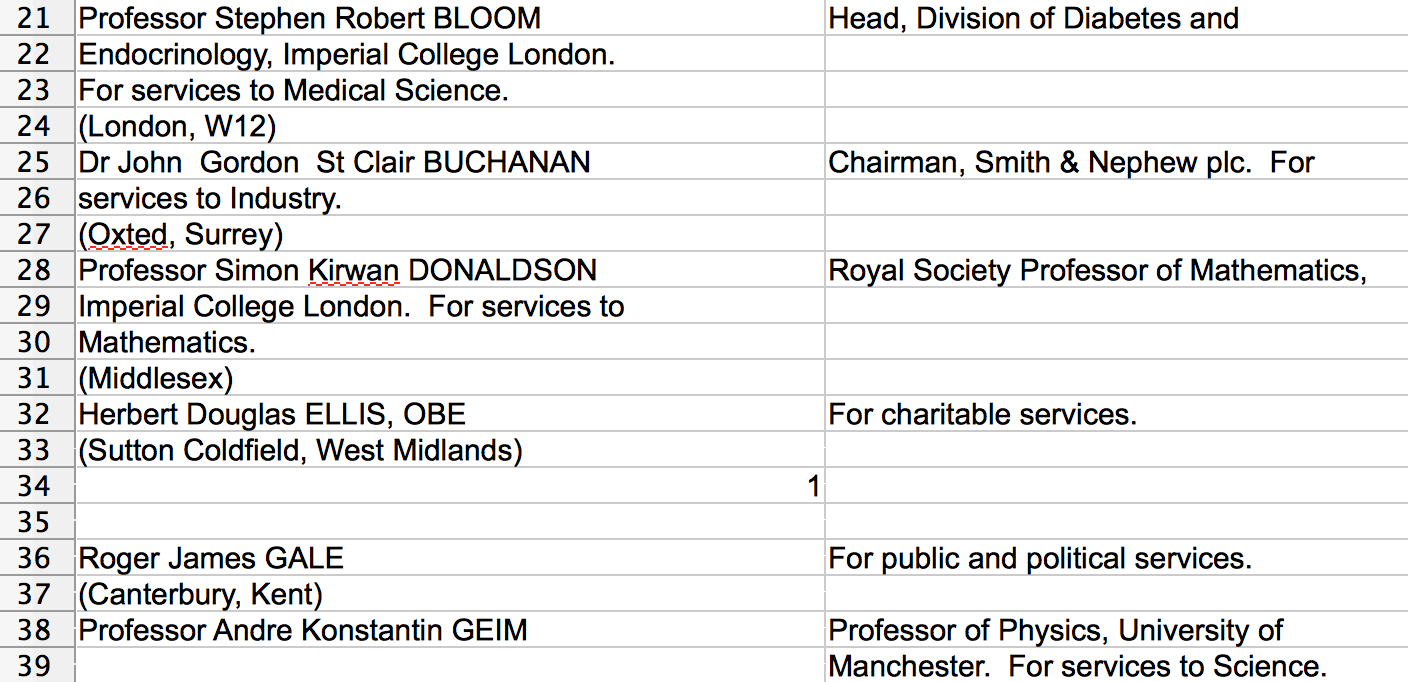 21 Professor Stephen Robert BLOOM Head, Division of Diabetes and
22 Endocrinology, Imperial College London.
23 For services to Medical Science.
24 (London, W12)
25 Dr John  Gordon  St Clair BUCHANAN Chairman, Smith & Nephew plc.  For
26 services to Industry.
27 (Oxted, Surrey)
28 Professor Simon Kirwan DONALDSON Royal Society Professor of Mathematics,
29 Imperial College London.  For services to
30 Mathematics.
31 (Middlesex)
32 Herbert Douglas ELLIS, OBE For charitable services.
33 (Sutton Coldfield, West Midlands)
34 1
35
36 Roger James GALE For public and political services.
37 (Canterbury, Kent)
38 Professor Andre Konstantin GEIM Professor of Physics, University of
39 Manchester.  For services to Science.